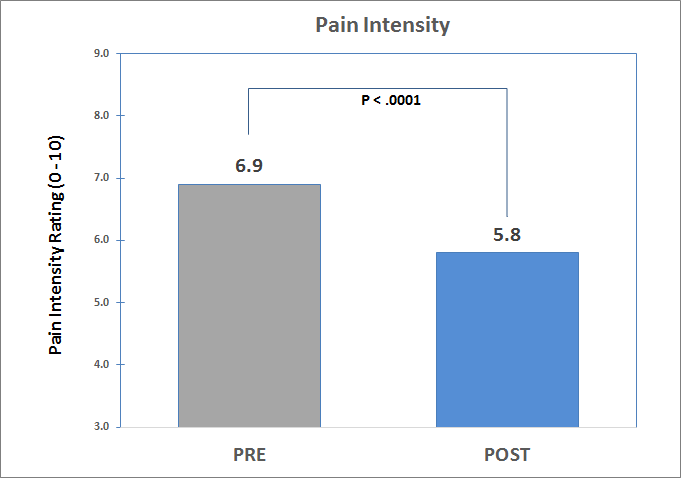 Pain Intensity
9.0
8.0
7.0
6.0
5.0
4.0
3.0
Pain Intensity Rating (0 - 10)
P < .0001
6.9
5.8
PRE
POST